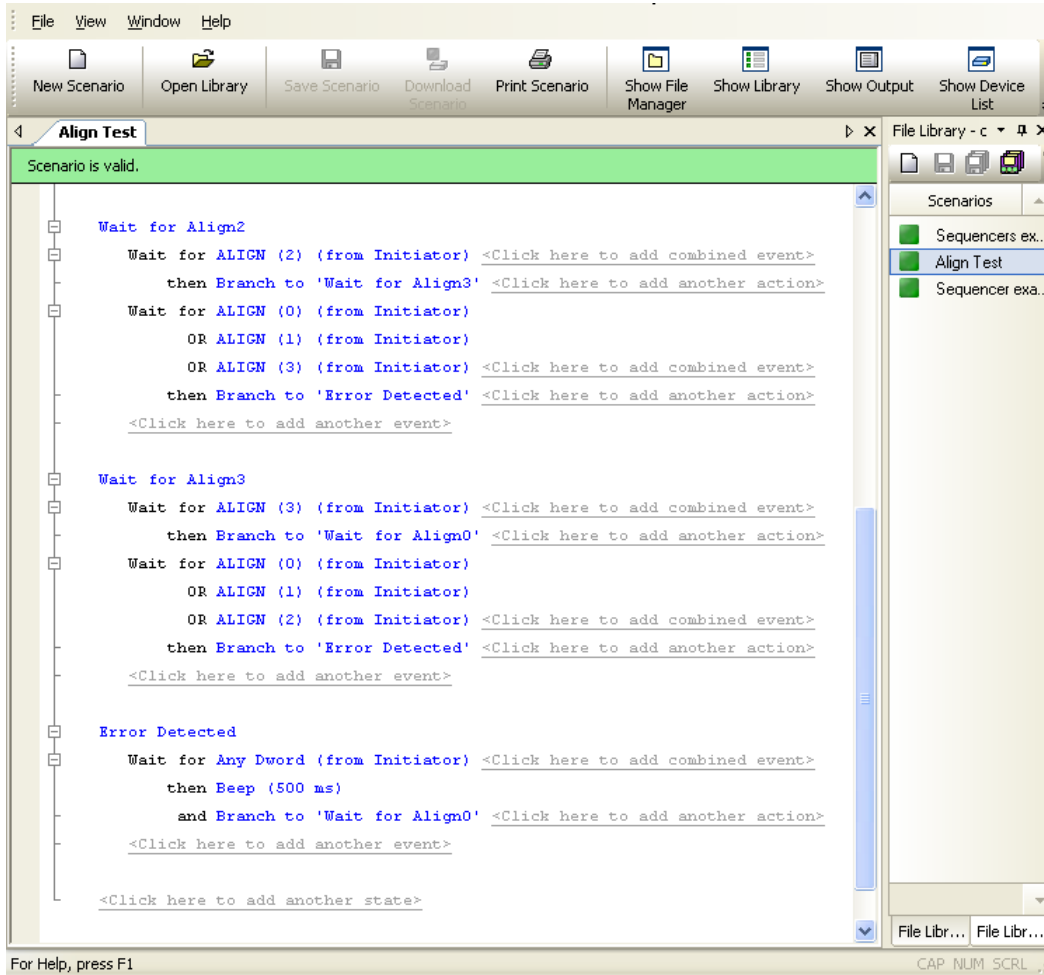 File View Window Help
New Scenario Open Library Save Scenario Download Scenario Print Scenario Show File Manager Show Library Show Output Show Device List
Align Test
File Library - c
Scenario is valid.
Scenarios
Sequencers ex...
Align Test
Sequencer exa...
Wait for Align2
Wait for ALIGN (2) (from Initiator) <Click here to add combined event>
then Branch to 'Wait for Align3' <Click here to add another action>
Wait for ALIGN (0) (from Initiator)
OR ALIGN (1) (from Initiator)
OR ALIGN (3) (from Initiator) <Click here to add combined event>
then Branch to 'Error Detected' <Click here to add another action>
<Click here to add another event>
Wait for Align3
Wait for ALIGN (3) (from Initiator) <Click here to add combined event>
then Branch to 'Wait for Align0' <Click here to add another action>
Wait for ALIGN (0) (from Initiator)
OR ALIGN (1) (from Initiator)
OR ALIGN (2) (from Initiator) <Click here to add combined event>
then Branch to 'Error Detected' <Click here to add another action>
<Click here to add another event>
Error Detected
Wait for Any Dword (from Initiator) <Click here to add combined event>
then Beep (500 ms)
and Branch to 'Wait for Align0' <Click here to add another action>
<Click here to add another event>
<Click here to add another state>
File Libr... File Libr...
For Help, press F1
CAP NUM SCRL